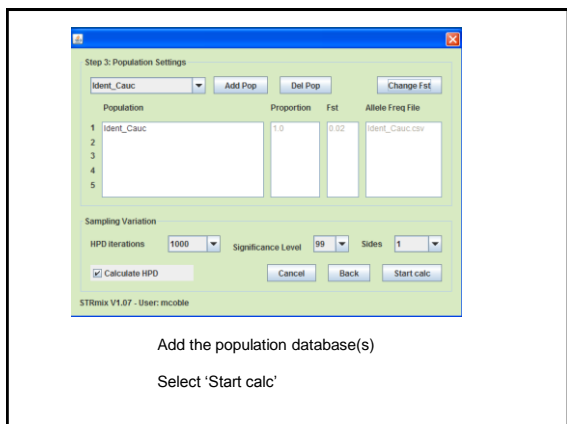 Step 3: Population Settings
Ident_Cauc Add Pop Del Pop Change Fst
Population Proportion Fst Allele Freq File
1 Ident_Cauc 1.0 0.02 Ident_Cauc.csv
2
3
4
5
Sampling Variation
HPD iterations 1000 Significance Level 99 Sides 1
Calculate HPD Cancel Back Start calc
STRmix V1.07 - User: mcoble
Add the population database(s)
Select ‘Start calc’